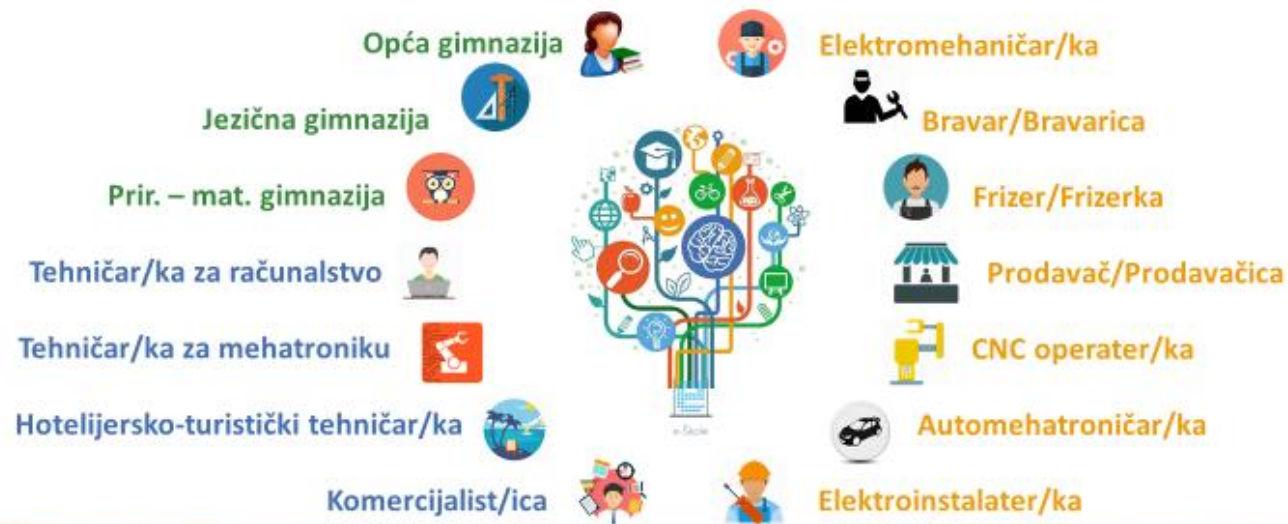 Opća gimnazija
Jezična gimnazija
Prir. – mat. gimnazija
Tehničar/ka za računalstvo
Tehničar/ka za mehatroniku
Hotelijersko-turistički tehničar/ka
Komercijalist/ica
e-Škole
Elektromehaničar/ka
Bravar/Bravarica
Frizer/Frizerka
Prodavač/Prodavačica
CNC operater/ka
Automehatroničar/ka
Elektroinstalater/ka